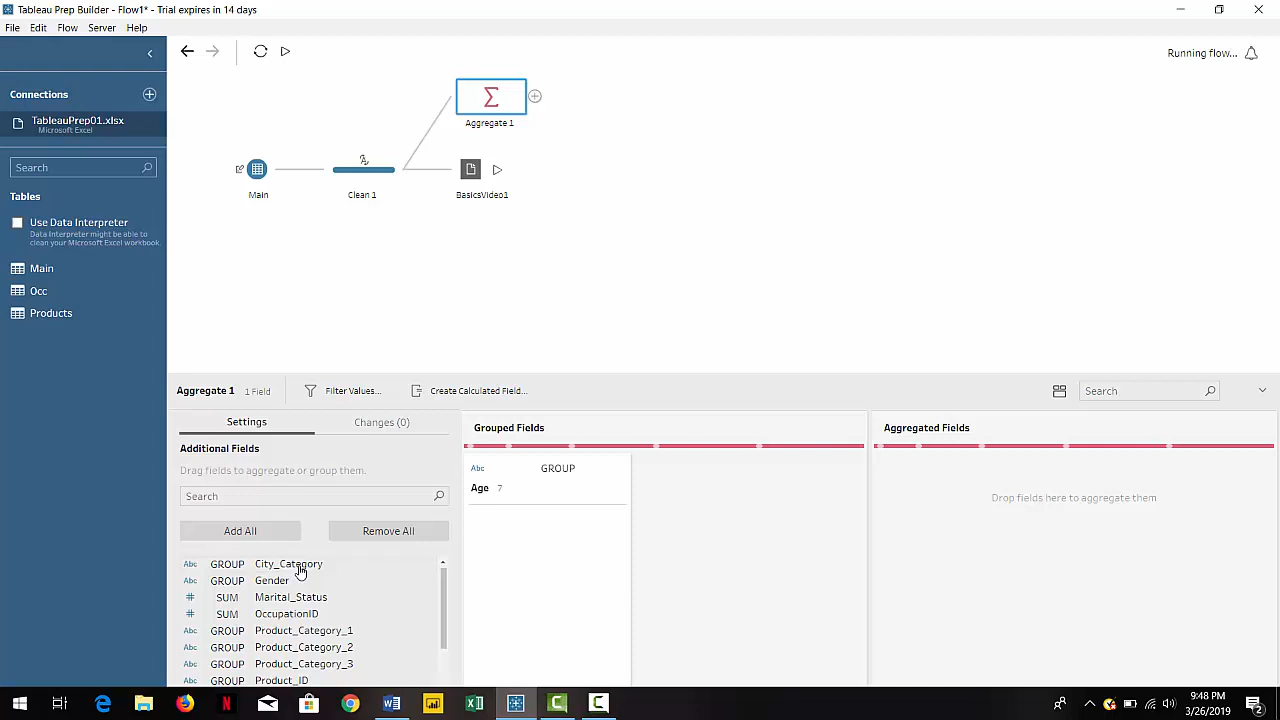 Tableau Prep Builder - Flow1* - Trial expires in 14 days
File Edit Flow Server Help
Running flow...
Connections
TableauPrep01.xlsx
Microsoft Excel
Search
Tables
Use Data Interpreter
Data Interpreter might be able to
clean your Microsoft Excel workbook.
Main
Occ
Products
Aggregate 1
Main
Clean 1
BasicsVideo1
Aggregate 1 1 Field Filter Values... Create Calculated Field... Search
Settings Changes (0)
Additional Fields
Drag fields to aggregate or group them.
Search
Add All Remove All
Abc GROUP City_Category
Abc GROUP Gender
# SUM Marital_Status
# SUM OccupationID
Abc GROUP Product_Category_1
Abc GROUP Product_Category_2
Abc GROUP Product_Category_3
Abc GROUP Product_ID
Grouped Fields
Abc GROUP
Age 7
Aggregated Fields
Drop fields here to aggregate them
9:48 PM
3/26/2019
2